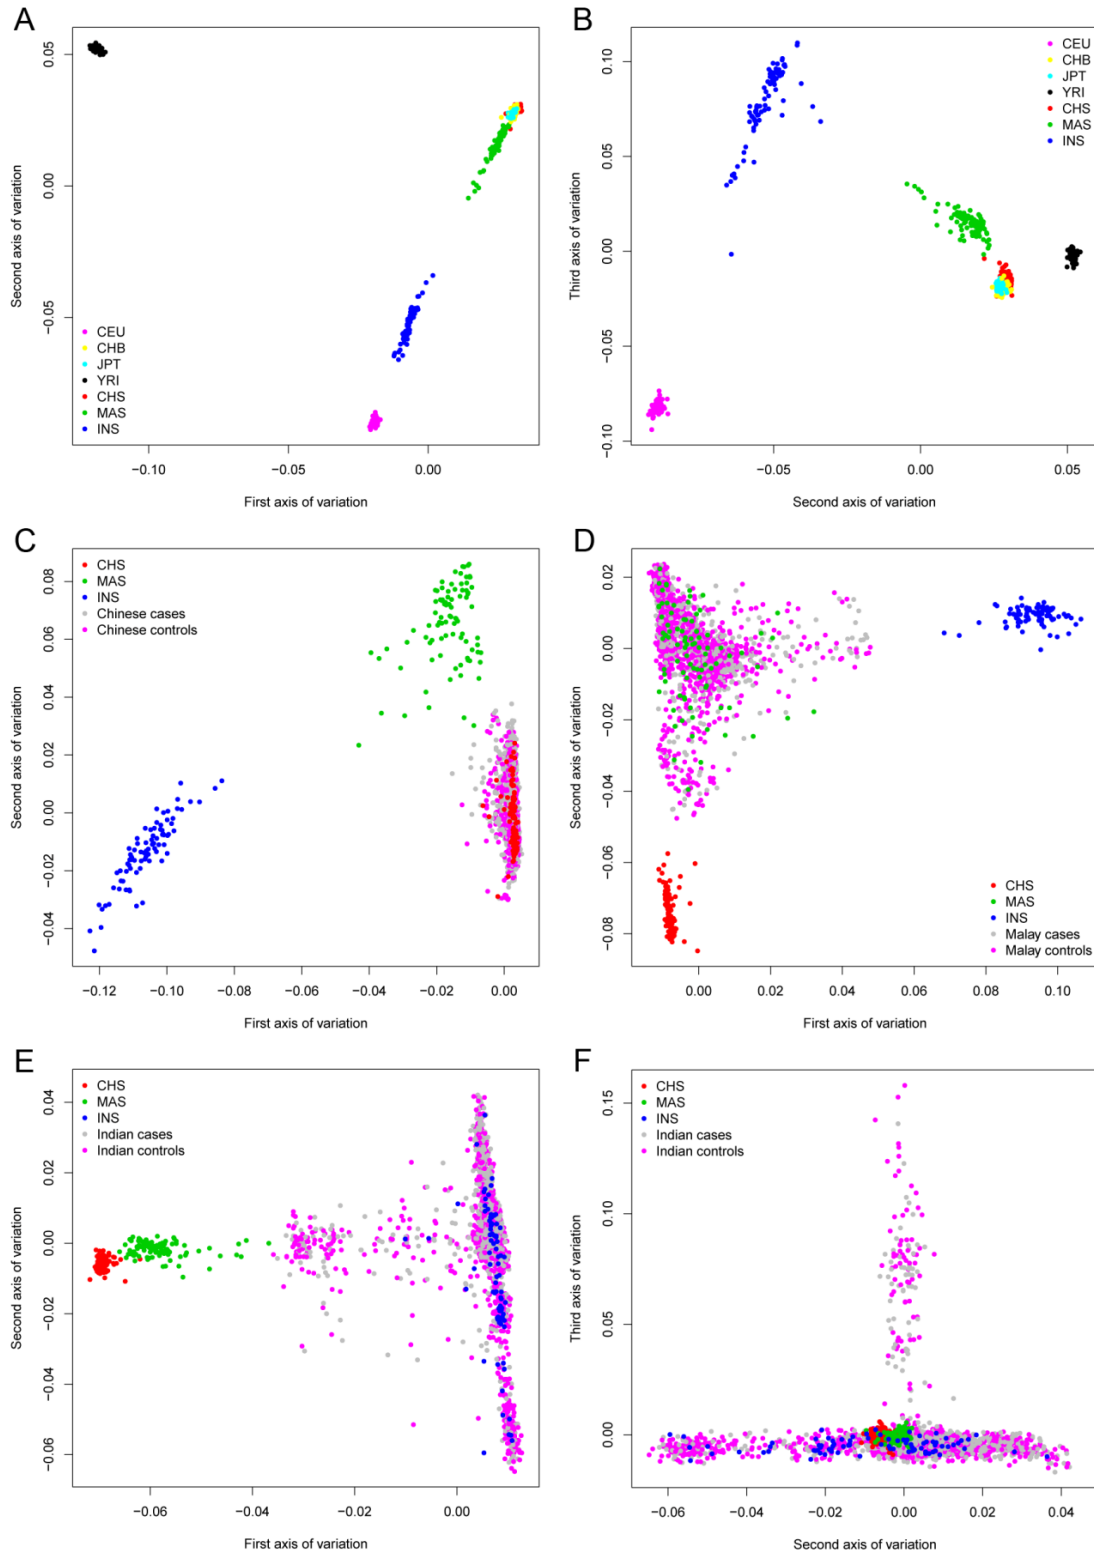 A
0.05
0.00
−0.05
Second axis of variation
CEU
CHB
JPT
YRI
CHS
MAS
INS
−0.10 −0.05 0.00
First axis of variation
B
0.10
0.05
0.00
−0.05
−0.10
Third axis of variation
CEU
CHB
JPT
YRI
CHS
MAS
INS
−0.05 0.00 0.05
Second axis of variation
C
0.08
0.06
0.04
0.02
0.00
−0.02
−0.04
Second axis of variation
CHS
MAS
INS
Chinese cases
Chinese controls
−0.12 −0.10 −0.08 −0.06 −0.04 −0.02 0.00
First axis of variation
D
0.02
0.00
−0.02
−0.04
−0.06
−0.08
Second axis of variation
CHS
MAS
INS
Malay cases
Malay controls
0.00 0.02 0.04 0.06 0.08 0.10
First axis of variation
E
0.04
0.02
0.00
−0.02
−0.04
−0.06
Second axis of variation
CHS
MAS
INS
Indian cases
Indian controls
−0.06 −0.04 −0.02 0.00
First axis of variation
F
0.15
0.10
0.05
0.00
Third axis of variation
CHS
MAS
INS
Indian cases
Indian controls
−0.06 −0.04 −0.02 0.00 0.02 0.04
Second axis of variation